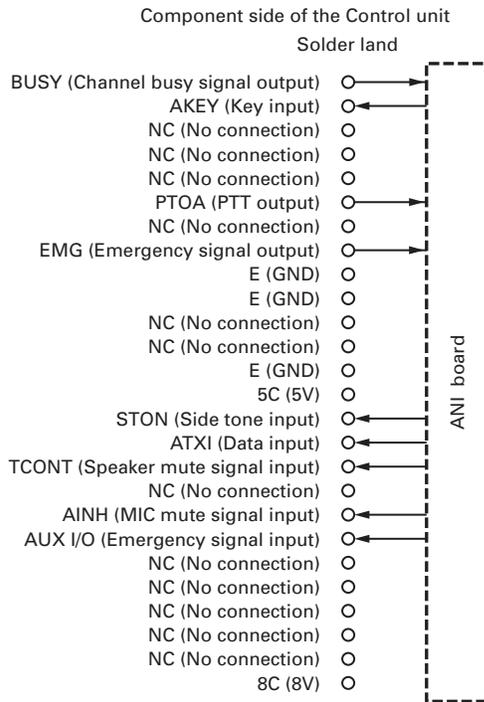 Component side of the Control unit
Solder land
BUSY (Channel busy signal output)
AKEY (Key input)
NC (No connection)
NC (No connection)
NC (No connection)
PTOA (PTT output)
NC (No connection)
EMG (Emergency signal output)
E (GND)
E (GND)
NC (No connection)
NC (No connection)
E (GND)
5C (5V)
STON (Side tone input)
ATXI (Data input)
TCONT (Speaker mute signal input)
NC (No connection)
AINH (MIC mute signal input)
AUX I/O (Emergency signal input)
NC (No connection)
NC (No connection)
NC (No connection)
NC (No connection)
NC (No connection)
8C (8V)
ANI board